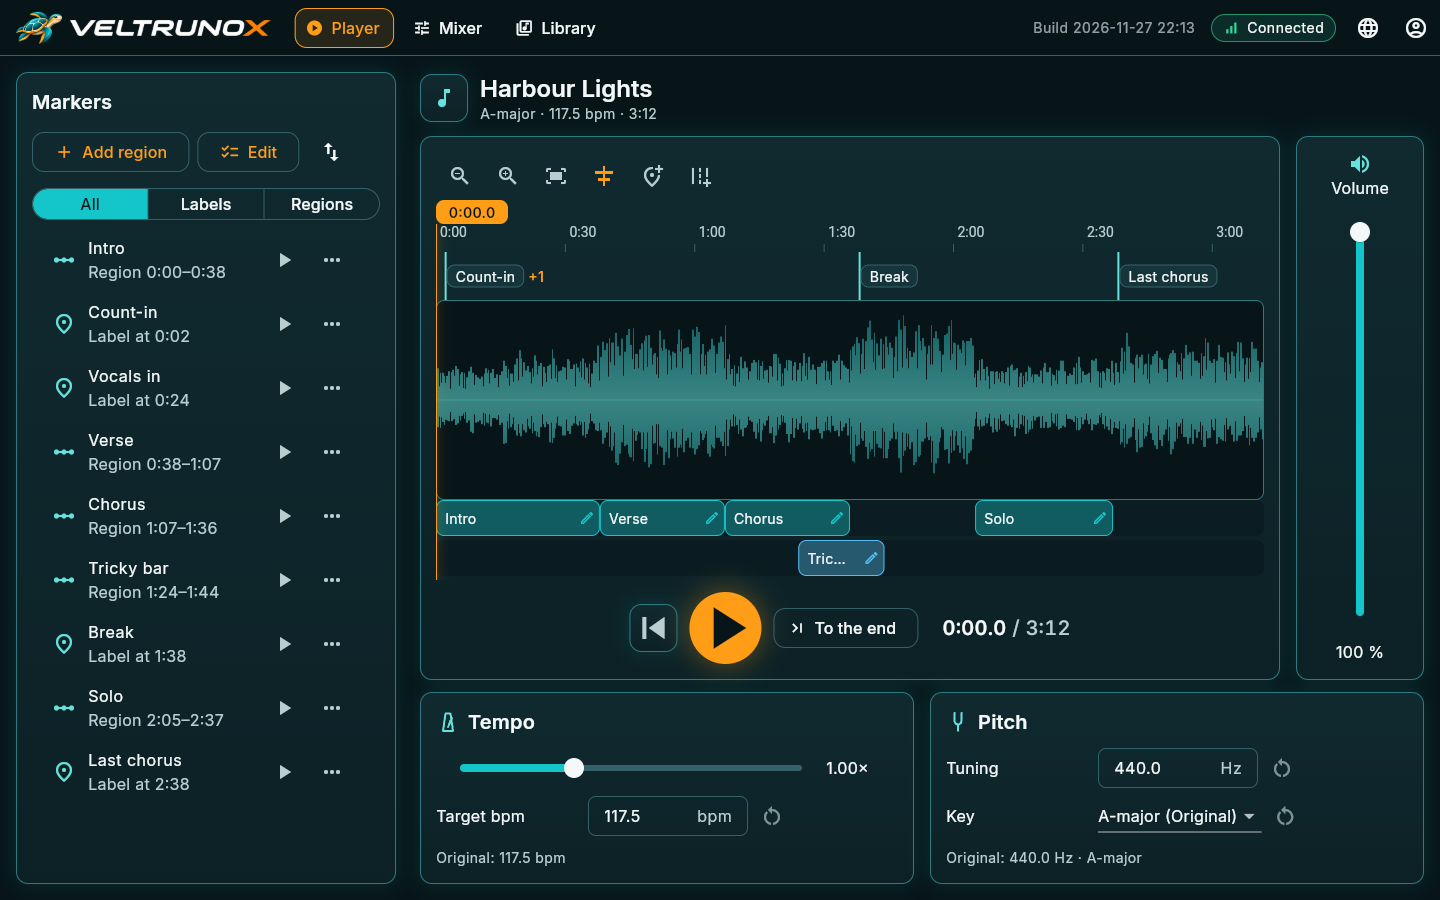 VELTRUNOX
Player
Mixer
Library
Build 2026-11-27 22:13
Connected
Markers
Add region
Edit
All
Labels
Regions
Intro
Region 0:00–0:38
Count-in
Label at 0:02
Vocals in
Label at 0:24
Verse
Region 0:38–1:07
Chorus
Region 1:07–1:36
Tricky bar
Region 1:24–1:44
Break
Label at 1:38
Solo
Region 2:05–2:37
Last chorus
Label at 2:38
Harbour Lights
A-major · 117.5 bpm · 3:12
0:00.0
0:00 0:30 1:00 1:30 2:00 2:30 3:00
Count-in +1 Break Last chorus
Intro Verse Chorus Solo
Tric...
To the end
0:00.0 / 3:12
Volume
100 %
Tempo
1.00×
Target bpm 117.5 bpm
Original: 117.5 bpm
Pitch
Tuning 440.0 Hz
Key A-major (Original)
Original: 440.0 Hz · A-major